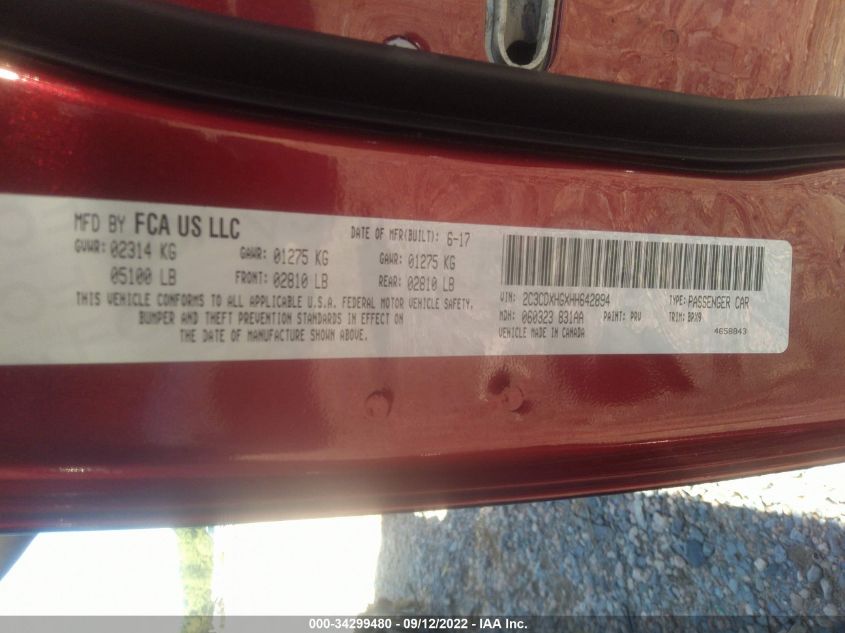 MFD BY FCA US LLC DATE OF MFR(BUILT): 6-17
GVWR: 02314 KG GAWR: 01275 KG GAWR: 01275 KG
05100 LB FRONT: 02810 LB REAR: 02810 LB
THIS VEHICLE CONFORMS TO ALL APPLICABLE U.S.A. FEDERAL MOTOR VEHICLE SAFETY,
BUMPER AND THEFT PREVENTION STANDARDS IN EFFECT ON
THE DATE OF MANUFACTURE SHOWN ABOVE.
VIN: 2C3CDXHGXHH642894 TYPE: PASSENGER CAR
MDH: 060323 831AA PAINT: PRV TRIM: BPX9
VEHICLE MADE IN CANADA 4658843
000-34299480 - 09/12/2022 - IAA Inc.